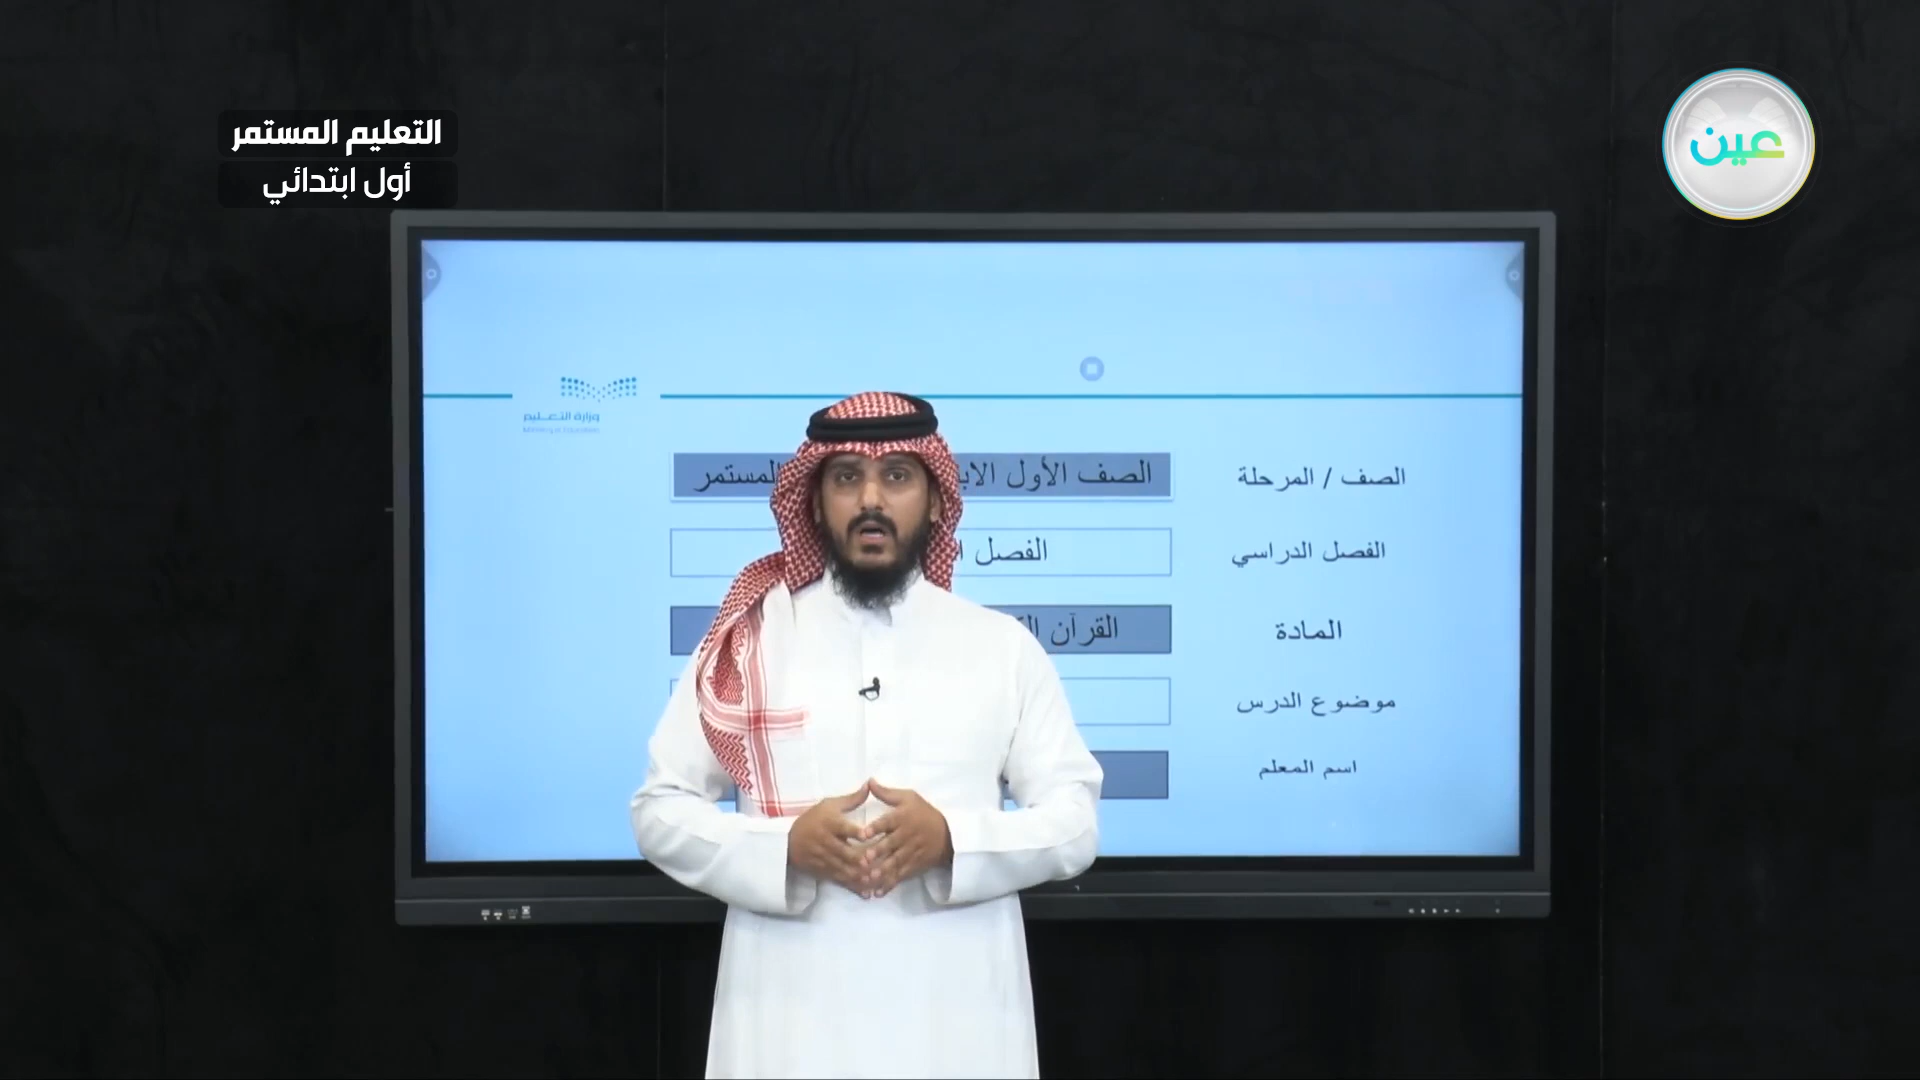 التعليم المستمر
أول ابتدائي
عين
وزارة التعليم
الصف / المرحلة
الصف الأول المستمر
الفصل الدراسي
الفصل
المادة
القرآن
موضوع الدرس
اسم المعلم